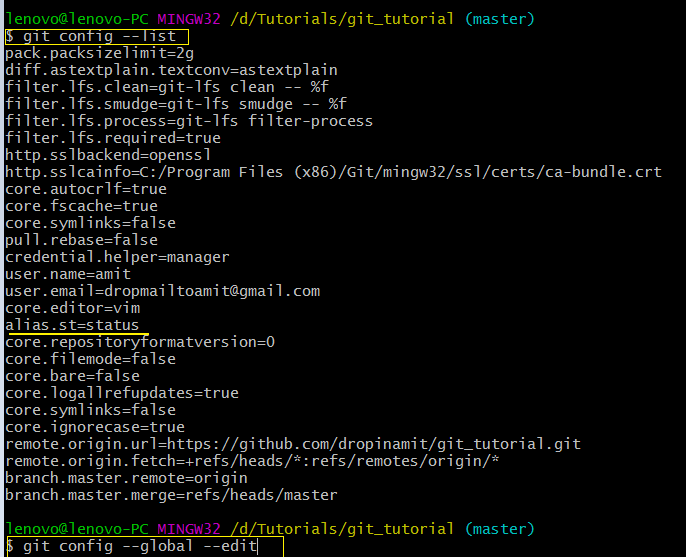 lenovo@lenovo-PC MINGW32 /d/Tutorials/git_tutorial (master)
$ git config --list
pack.packsizelimit=2g
diff.astextplain.textconv=astextplain
filter.lfs.clean=git-lfs clean -- %f
filter.lfs.smudge=git-lfs smudge -- %f
filter.lfs.process=git-lfs filter-process
filter.lfs.required=true
http.sslbackend=openssl
http.sslcainfo=C:/Program Files (x86)/Git/mingw32/ssl/certs/ca-bundle.crt
core.autocrlf=true
core.fscache=true
core.symlinks=false
pull.rebase=false
credential.helper=manager
user.name=amit
user.email=dropmailtoamit@gmail.com
core.editor=vim
alias.st=status
core.repositoryformatversion=0
core.filemode=false
core.bare=false
core.logallrefupdates=true
core.symlinks=false
core.ignorecase=true
remote.origin.url=https://github.com/dropinamit/git_tutorial.git
remote.origin.fetch=+refs/heads/*:refs/remotes/origin/*
branch.master.remote=origin
branch.master.merge=refs/heads/master
lenovo@lenovo-PC MINGW32 /d/Tutorials/git_tutorial (master)
$ git config --global --edit